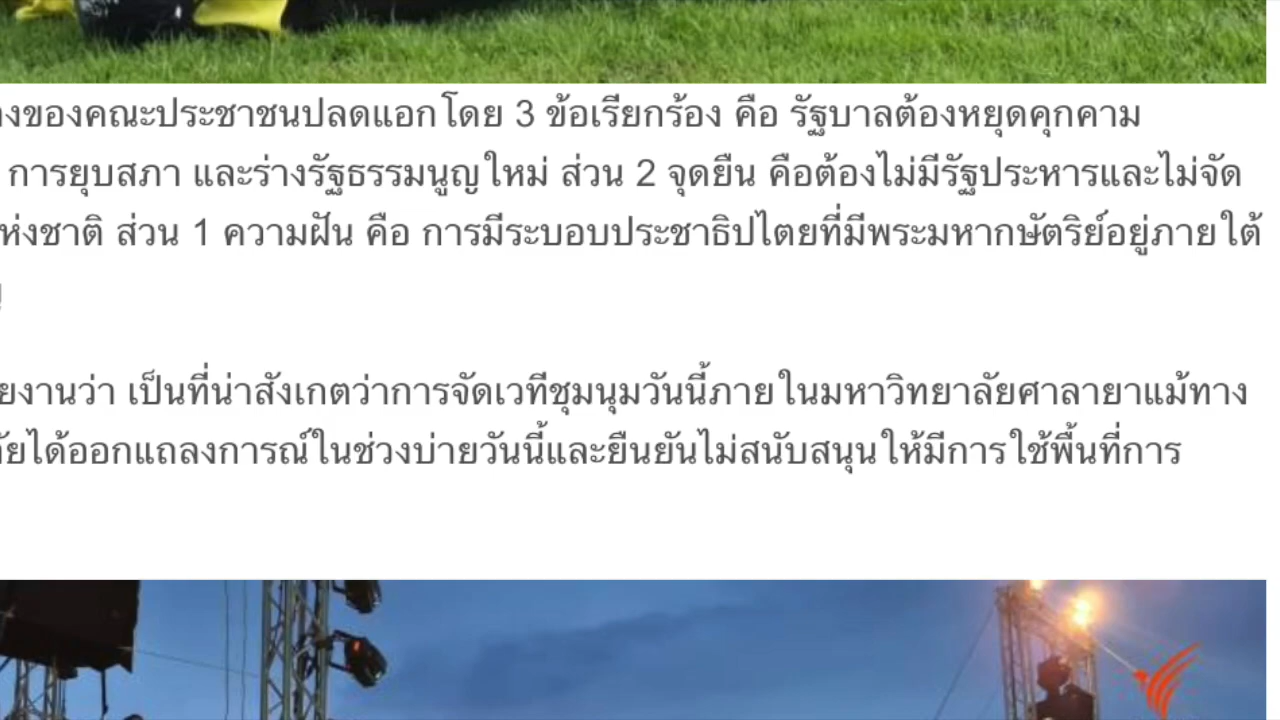 งของคณะประชาชนปลดแอกโดย 3 ข้อเรียกร้อง คือ รัฐบาลต้องหยุดคุกคาม
การยุบสภา และร่างรัฐธรรมนูญใหม่ ส่วน 2 จุดยืน คือต้องไม่มีรัฐประหารและไม่จัด
ห่งชาติ ส่วน 1 ความฝัน คือ การมีระบอบประชาธิปไตยที่มีพระมหากษัตริย์อยู่ภายใต้
ยงานว่า เป็นที่น่าสังเกตว่าการจัดเวทีชุมนุมวันนี้ภายในมหาวิทยาลัยศาลายาแม้ทาง
ัยได้ออกแถลงการณ์ในช่วงบ่ายวันนี้และยืนยันไม่สนับสนุนให้มีการใช้พื้นที่การ